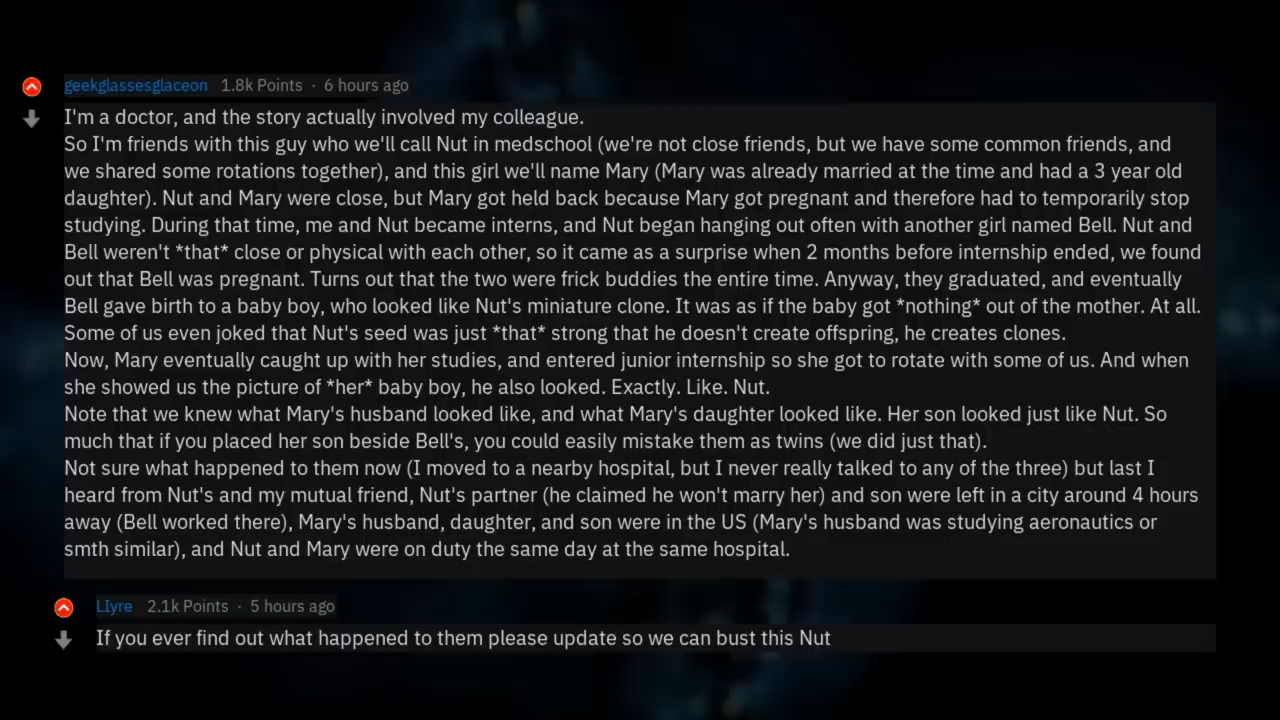 geekglassesglaceon 1.8k Points · 6 hours ago
I'm a doctor, and the story actually involved my colleague.
So I'm friends with this guy who we'll call Nut in medschool (we're not close friends, but we have some common friends, and
we shared some rotations together), and this girl we'll name Mary (Mary was already married at the time and had a 3 year old
daughter). Nut and Mary were close, but Mary got held back because Mary got pregnant and therefore had to temporarily stop
studying. During that time, me and Nut became interns, and Nut began hanging out often with another girl named Bell. Nut and
Bell weren't *that* close or physical with each other, so it came as a surprise when 2 months before internship ended, we found
out that Bell was pregnant. Turns out that the two were frick buddies the entire time. Anyway, they graduated, and eventually
Bell gave birth to a baby boy, who looked like Nut's miniature clone. It was as if the baby got *nothing* out of the mother. At all.
Some of us even joked that Nut's seed was just *that* strong that he doesn't create offspring, he creates clones.
Now, Mary eventually caught up with her studies, and entered junior internship so she got to rotate with some of us. And when
she showed us the picture of *her* baby boy, he also looked. Exactly. Like. Nut.
Note that we knew what Mary's husband looked like, and what Mary's daughter looked like. Her son looked just like Nut. So
much that if you placed her son beside Bell's, you could easily mistake them as twins (we did just that).
Not sure what happened to them now (I moved to a nearby hospital, but I never really talked to any of the three) but last I
heard from Nut's and my mutual friend, Nut's partner (he claimed he won't marry her) and son were left in a city around 4 hours
away (Bell worked there), Mary's husband, daughter, and son were in the US (Mary's husband was studying aeronautics or
smth similar), and Nut and Mary were on duty the same day at the same hospital.
LIyre 2.1k Points · 5 hours ago
If you ever find out what happened to them please update so we can bust this Nut